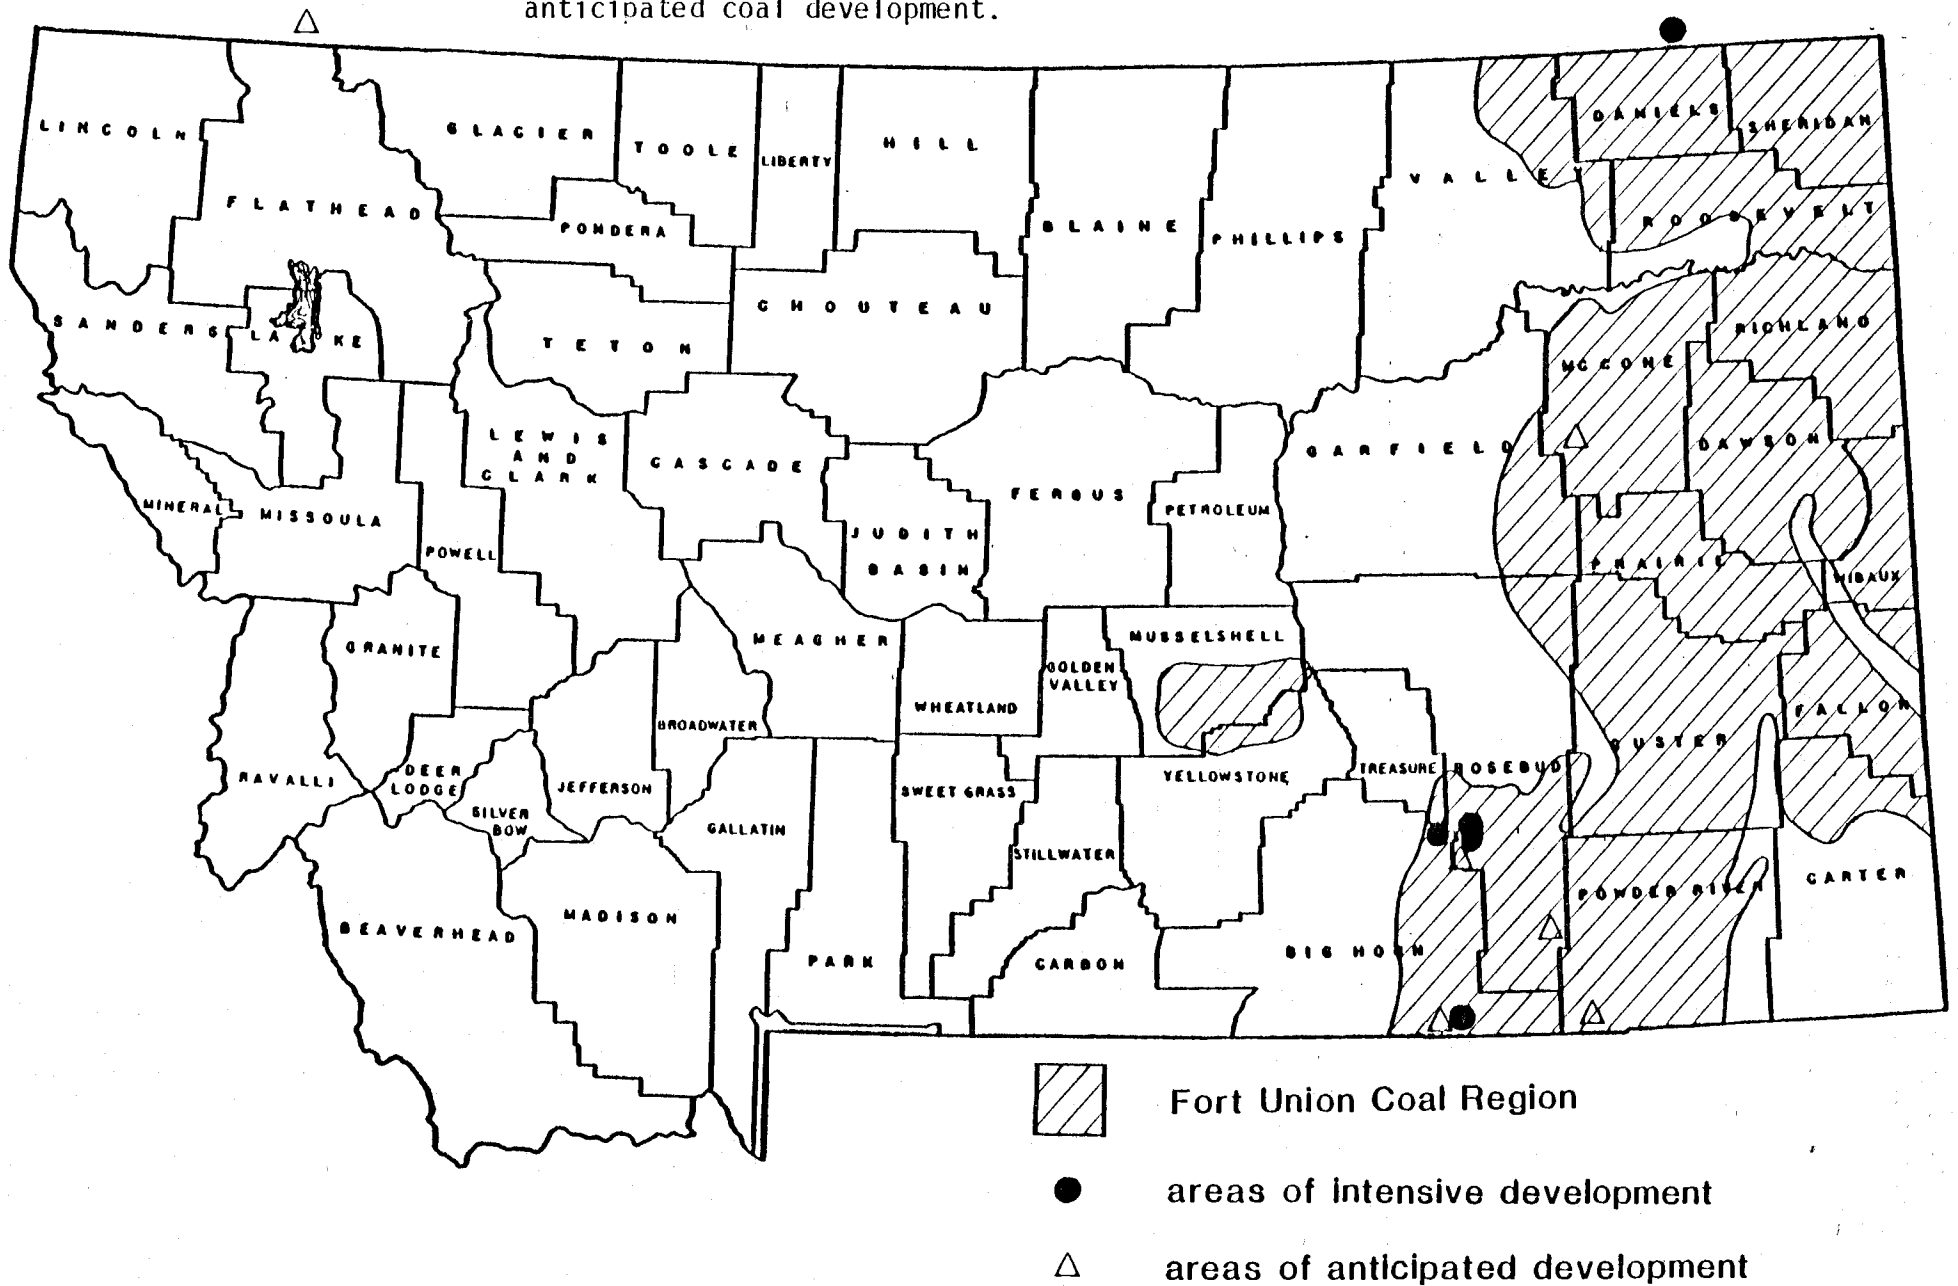 anticipated coal development.
LINCOLN
GLACIER
TOOLE
LIBERTY
HILL
DANIELS
SHERIDAN
FLATHEAD
PONDERA
BLAINE
PHILLIPS
VALLEY
ROOSEVELT
SANDERS
LAKE
TETON
CHOUTEAU
MC CONE
RICHLAND
LEWIS
AND
CLARK
CASCADE
FERGUS
PETROLEUM
GARFIELD
DAWSON
MINERAL
MISSOULA
POWELL
JUDITH
BASIN
PRAIRIE
WIBAUX
GRANITE
MEAGHER
WHEATLAND
GOLDEN
VALLEY
MUSSELSHELL
BROADWATER
RAVALLI
DEER
LODGE
SILVER
BOW
JEFFERSON
GALLATIN
SWEET GRASS
STILLWATER
YELLOWSTONE
TREASURE
ROSEBUD
CUSTER
FALLON
BEAVERHEAD
MADISON
PARK
CARBON
BIG HORN
POWDER RIVER
CARTER
Fort Union Coal Region
areas of intensive development
areas of anticipated development